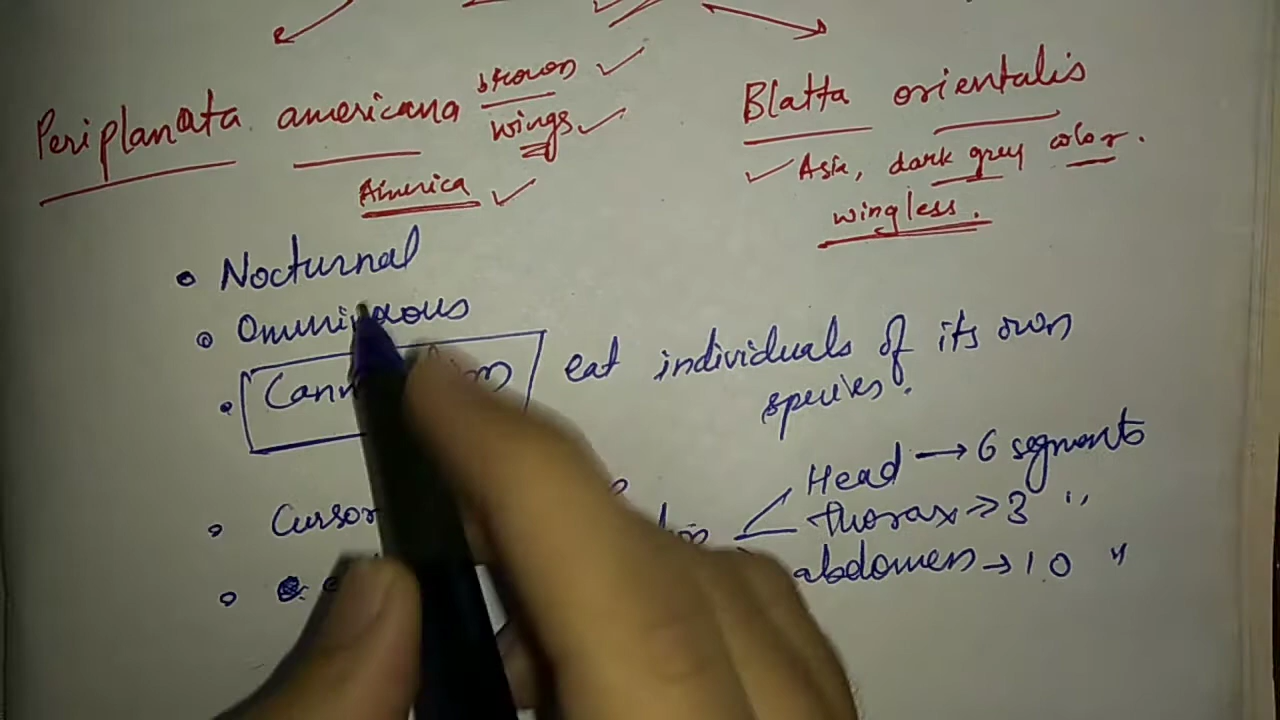 Periplanata americana brown
wings
America
Blatta orientalis
Asia, dark grey color.
wingless.
Nocturnal
eat individuals of its own
species.
Head → 6 segments
thorax → 3 "
abdomen → 10 "